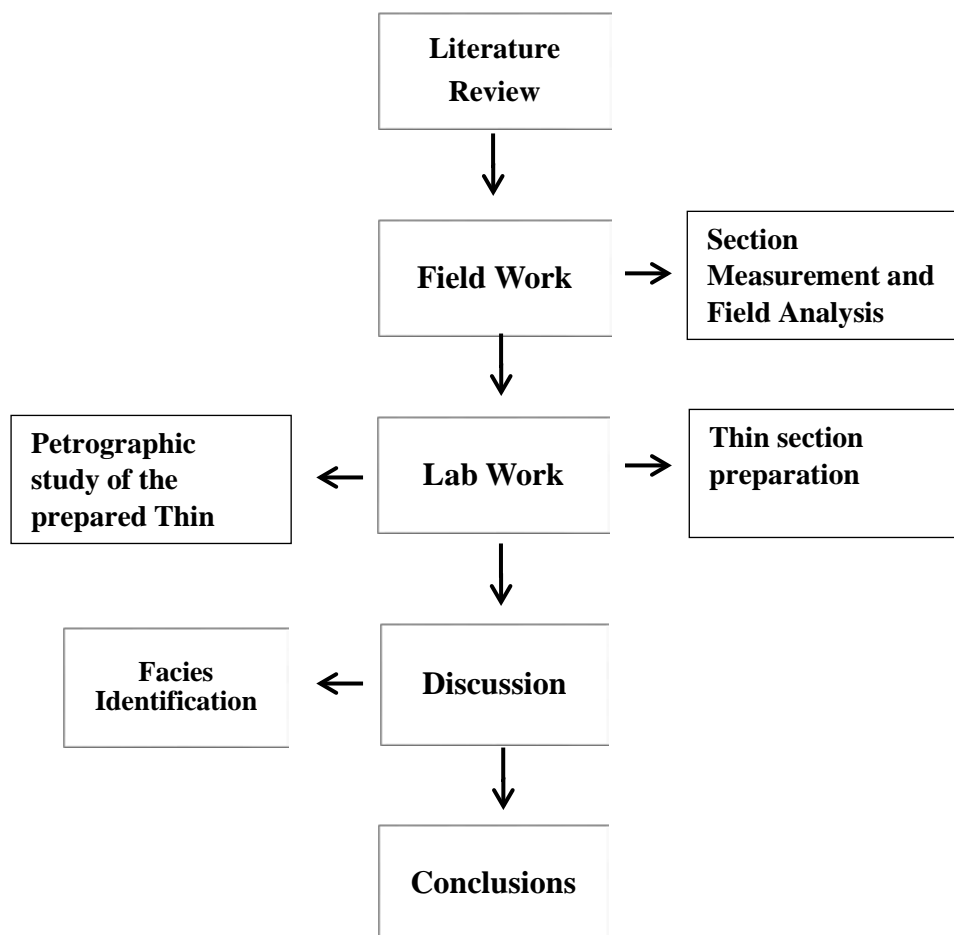 Literature
Review
Field Work
Section
Measurement and
Field Analysis
Petrographic
study of the
prepared Thin
Lab Work
Thin section
preparation
Facies
Identification
Discussion
Conclusions